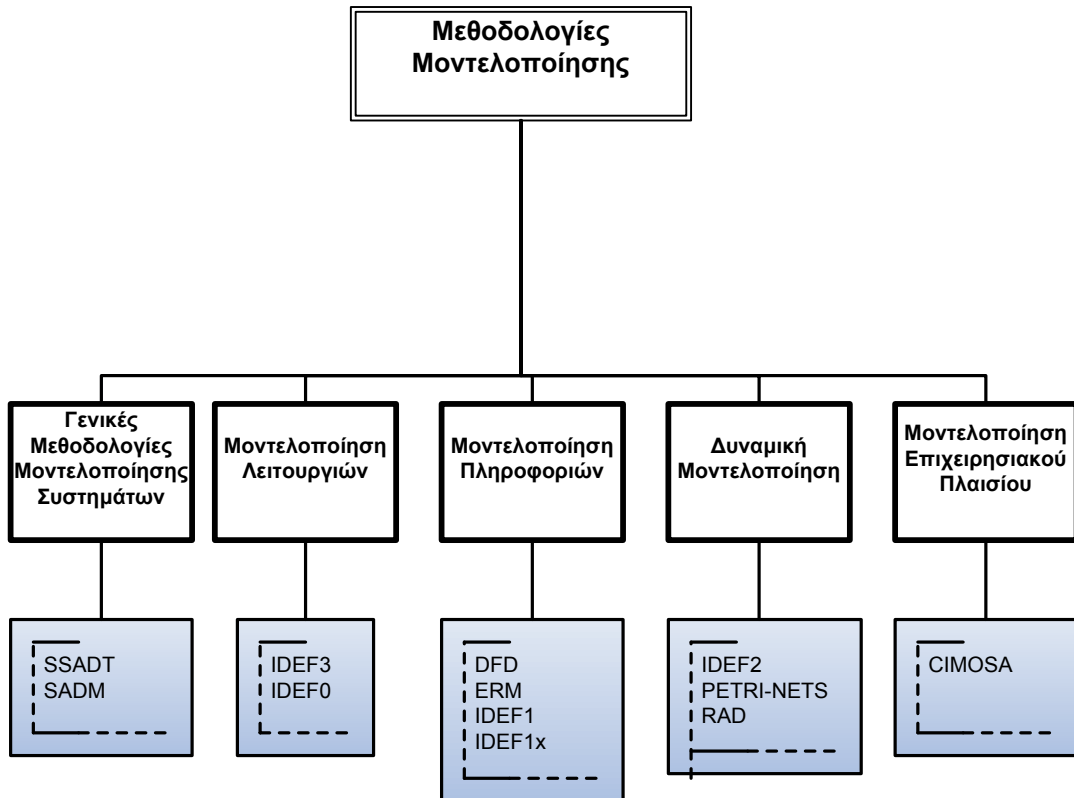 Μεθοδολογίες
Μοντελοποίησης
Γενικές
Μεθοδολογίες
Μοντελοποίησης
Συστημάτων
Μοντελοποίηση
Λειτουργιών
Μοντελοποίηση
Πληροφοριών
Δυναμική
Μοντελοποίηση
Μοντελοποίηση
Επιχειρησιακού
Πλαισίου
SSADT
SADM
IDEF3
IDEF0
DFD
ERM
IDEF1
IDEF1x
IDEF2
PETRI-NETS
RAD
CIMOSA